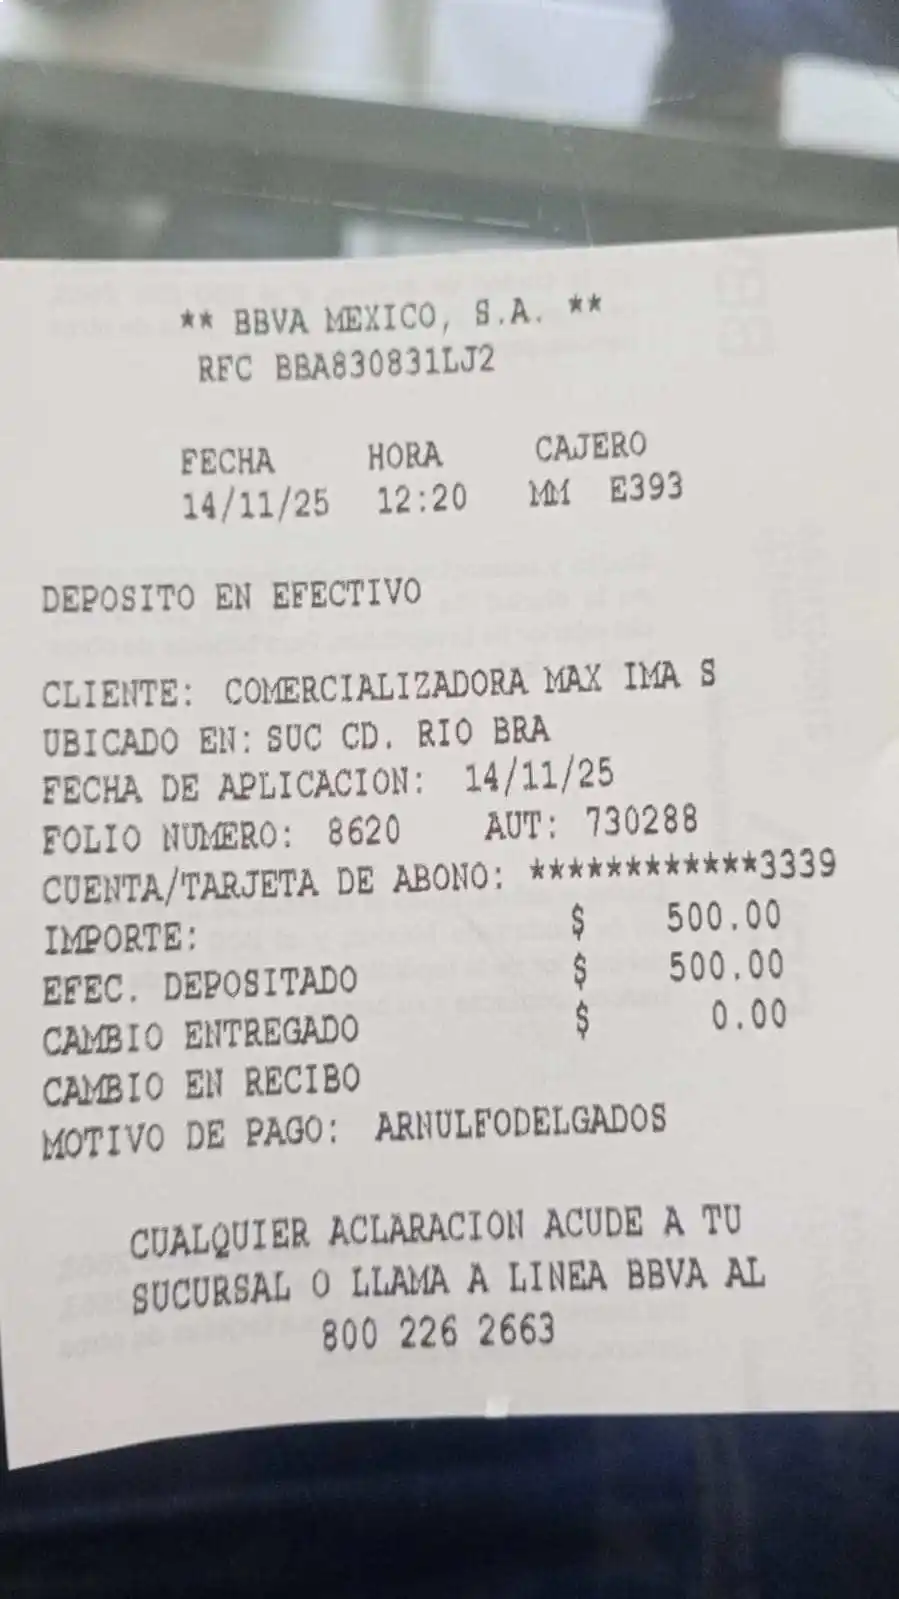 ** BBVA MEXICO, S.A. **
RFC BBA830831LJ2
FECHA HORA CAJERO
14/11/25 12:20 MM E393
DEPOSITO EN EFECTIVO
CLIENTE: COMERCIALIZADORA MAX IMA S
UBICADO EN: SUC CD. RIO BRA
FECHA DE APLICACION: 14/11/25
FOLIO NUMERO: 8620 AUT: 730288
CUENTA/TARJETA DE ABONO: ************3339
IMPORTE: $ 500.00
EFEC. DEPOSITADO $ 500.00
CAMBIO ENTREGADO $ 0.00
CAMBIO EN RECIBO
MOTIVO DE PAGO: ARNULFODELGADOS
CUALQUIER ACLARACION ACUDE A TU
SUCURSAL O LLAMA A LINEA BBVA AL
800 226 2663